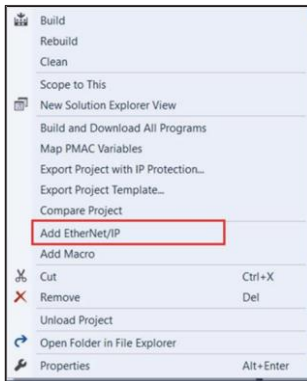 Build
Rebuild
Clean
Scope to This
New Solution Explorer View
Build and Download All Programs
Map PMAC Variables
Export Project with IP Protection...
Export Project Template...
Compare Project
Add EtherNet/IP
Add Macro
Cut Ctrl+X
Remove Del
Unload Project
Open Folder in File Explorer
Properties Alt+Enter